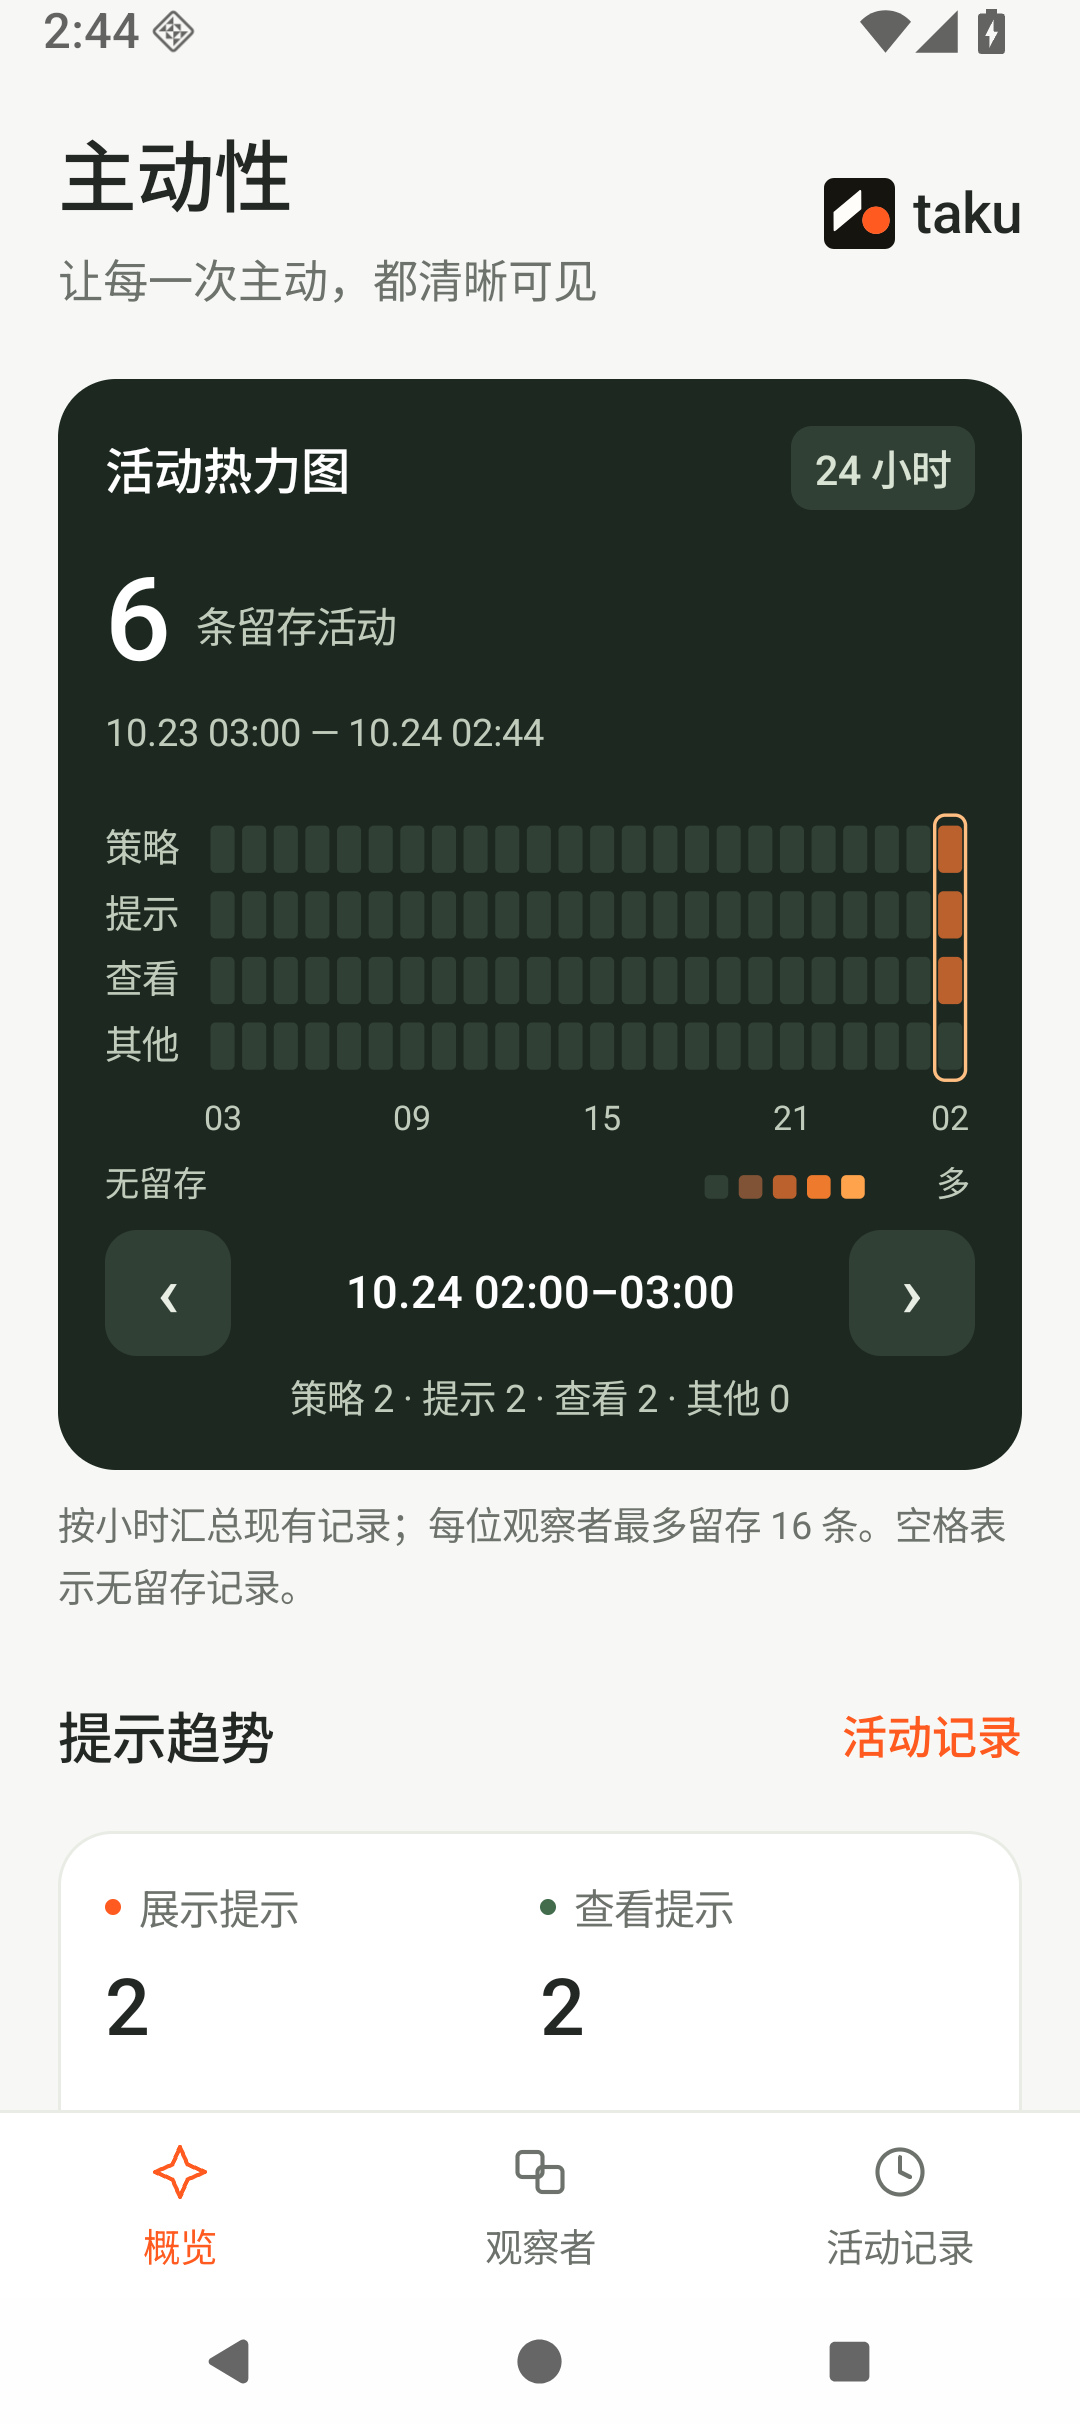 2:44
主动性
taku
让每一次主动，都清晰可见
活动热力图
24 小时
6 条留存活动
10.23 03:00 — 10.24 02:44
策略
提示
查看
其他
03 09 15 21 02
无留存 多
‹ 10.24 02:00–03:00 ›
策略 2 · 提示 2 · 查看 2 · 其他 0
按小时汇总现有记录；每位观察者最多留存 16 条。空格表
示无留存记录。
提示趋势 活动记录
展示提示 查看提示
2 2
概览 观察者 活动记录